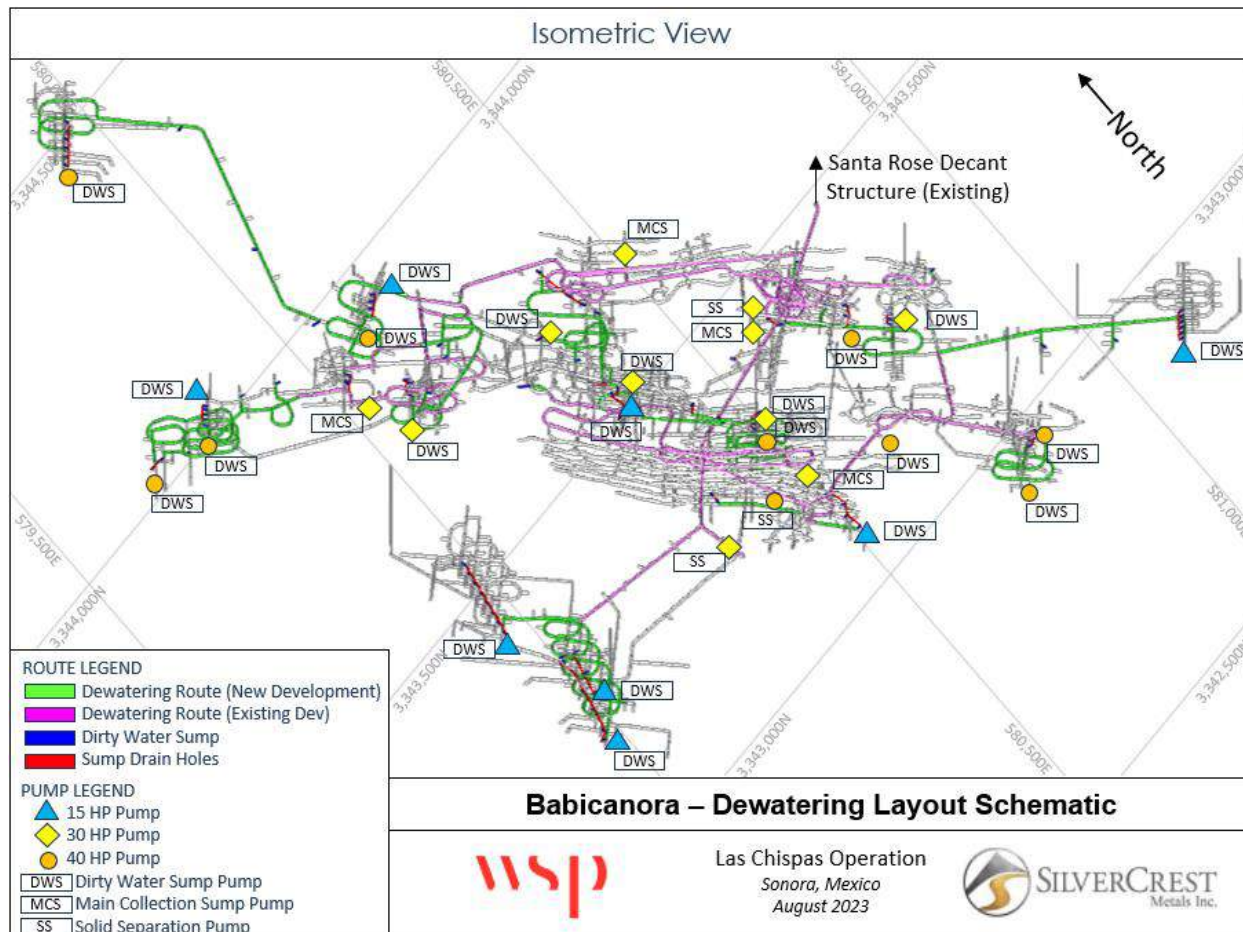 Isometric View
580,
580,500E
3,344,000N
581,000E
3,343,500N
North
3,344,500N
3,343,000N
Santa Rose Decant
Structure (Existing)
DWS
MCS
DWS
SS
DWS
DWS
DWS
MCS
DWS
DWS
DWS
DWS
MCS
DWS
DWS
DWS
DWS
DWS
DWS
DWS
MCS
DWS
DWS
SS
DWS
SS
579,500E
581,000
3,344,000N
DWS
DWS
DWS
3,343,500N
3,343,000N
580,500E
3,342,500N
ROUTE LEGEND
Dewatering Route (New Development)
Dewatering Route (Existing Dev)
Dirty Water Sump
Sump Drain Holes
PUMP LEGEND
15 HP Pump
30 HP Pump
40 HP Pump
DWS Dirty Water Sump Pump
MCS Main Collection Sump Pump
SS Solid Separation Pump
Babicanora – Dewatering Layout Schematic
wsp
Las Chispas Operation
Sonora, Mexico
August 2023
SILVERCREST
Metals Inc.